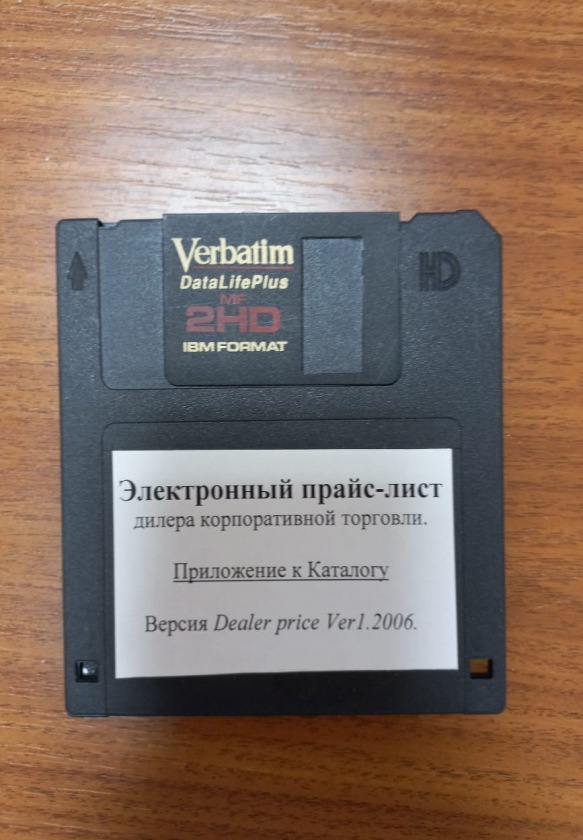 Verbatim
DataLifePlus
MF
2HD
IBM FORMAT
HD
Электронный прайс-лист
дилера корпоративной торговли.
Приложение к Каталогу
Версия Dealer price Ver1.2006.